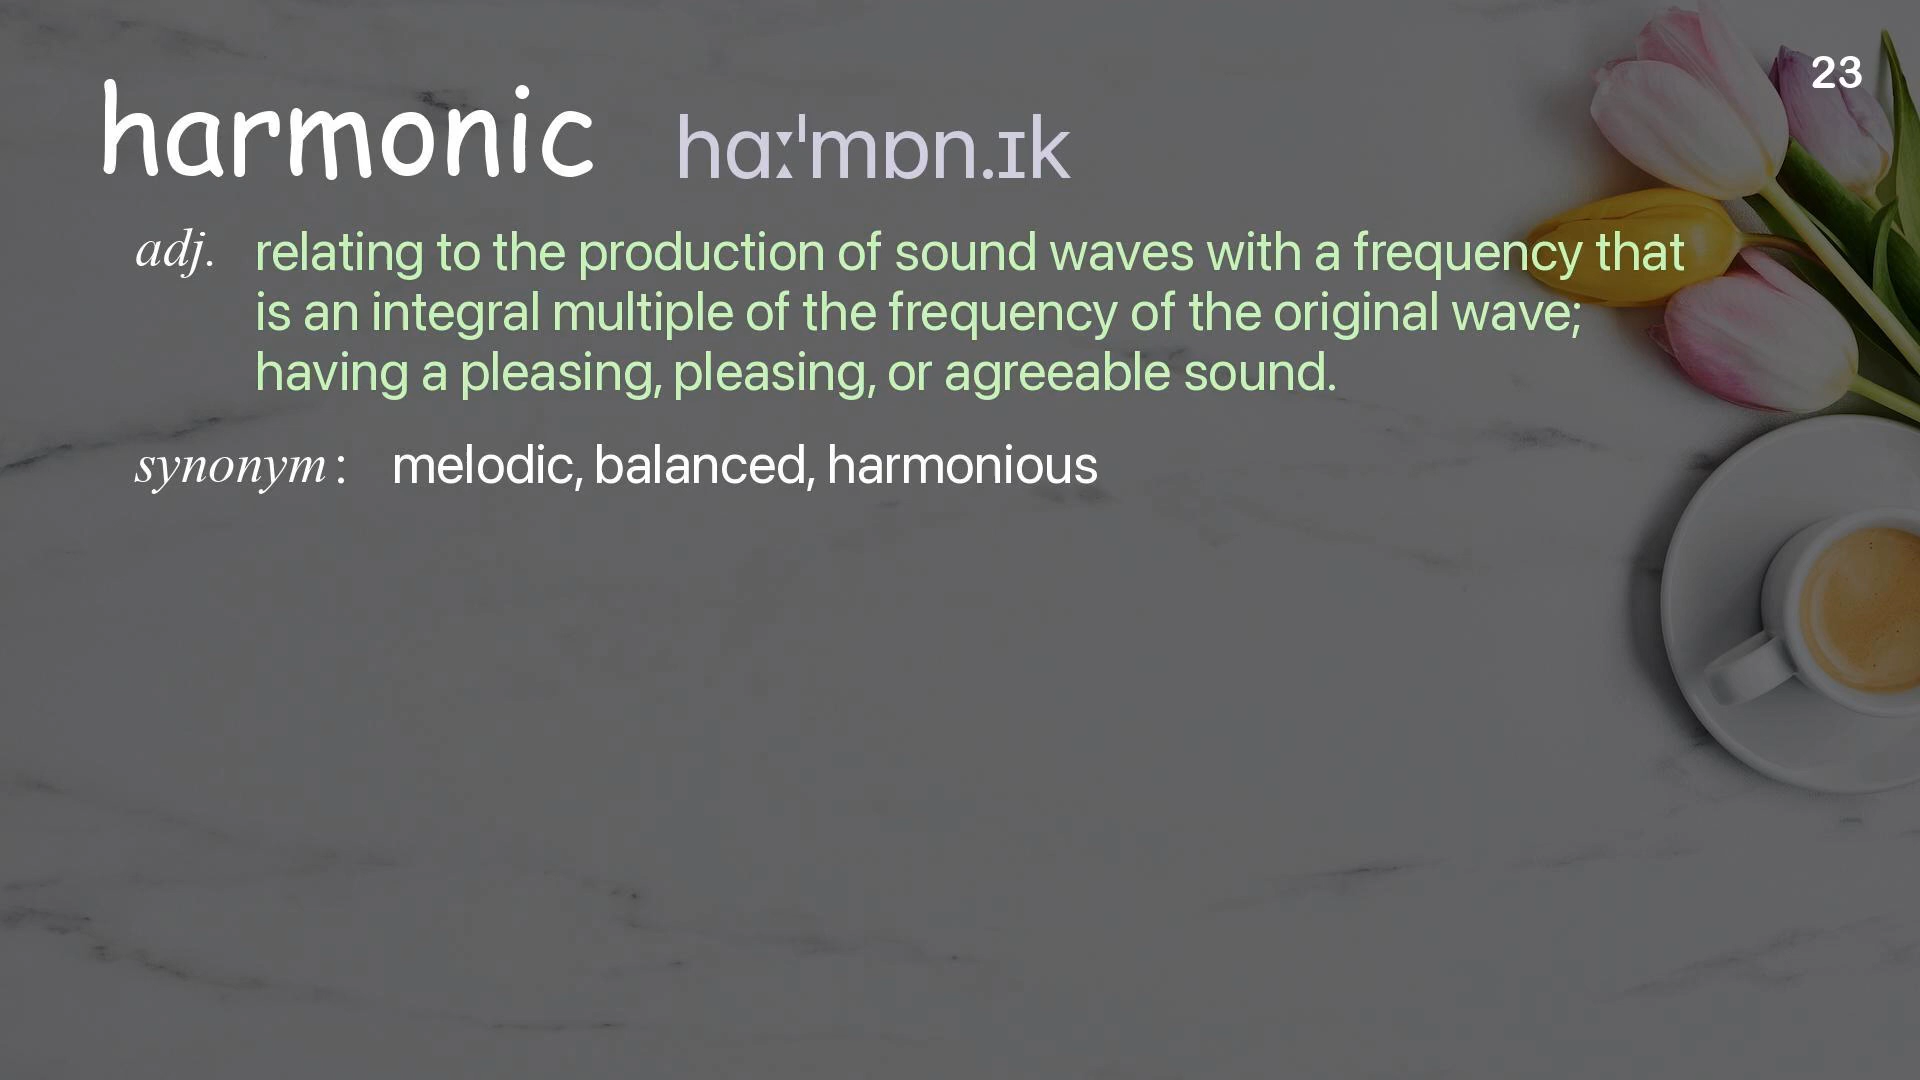 23
harmonic hɑːˈmɒn.ɪk
adj. relating to the production of sound waves with a frequency that
is an integral multiple of the frequency of the original wave;
having a pleasing, pleasing, or agreeable sound.
synonym : melodic, balanced, harmonious